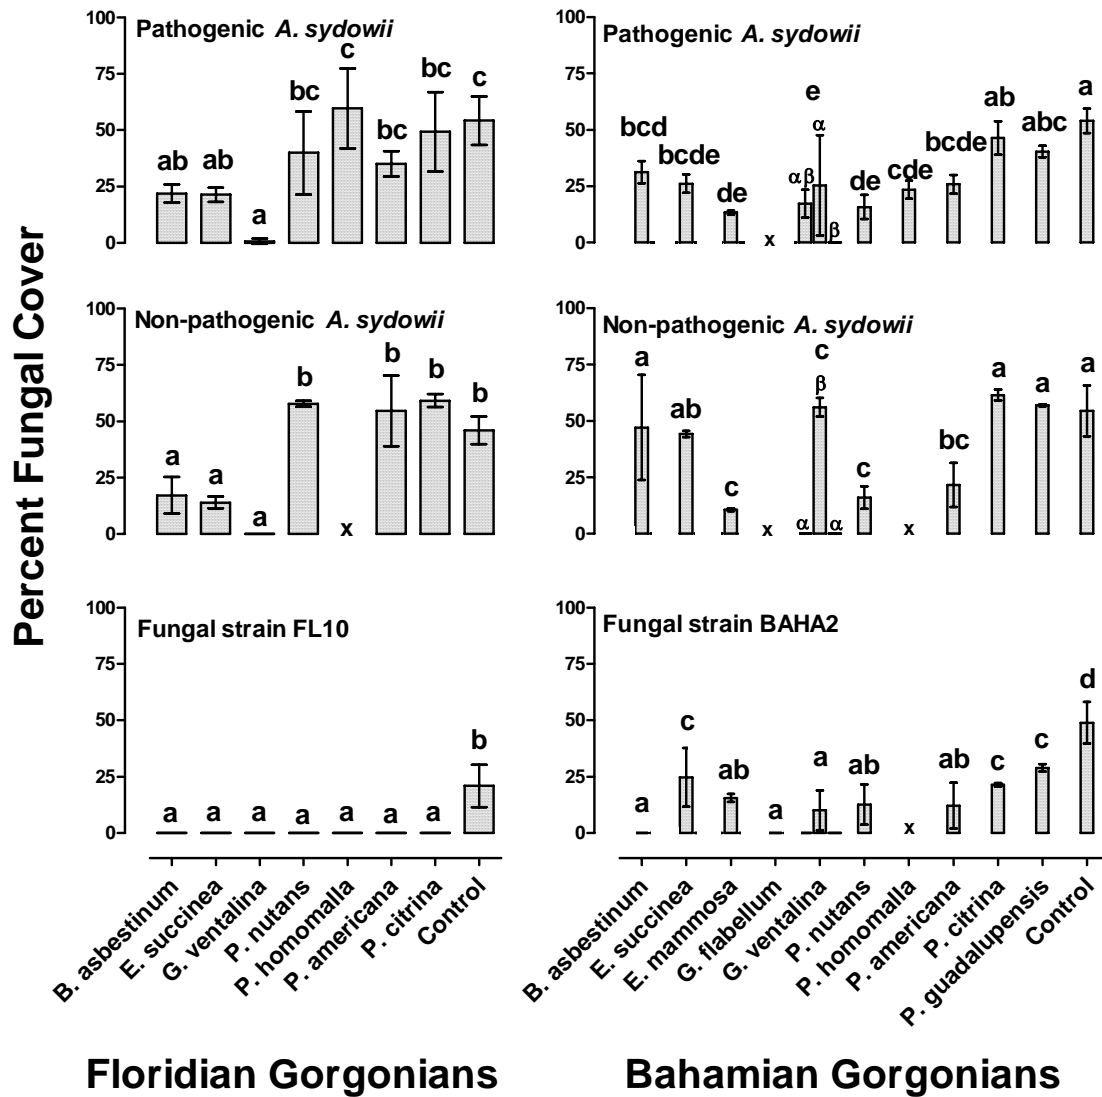 Percent Fungal Cover
Pathogenic A. sydowii
100
75
50
25
0
ab ab a bc c bc bc c
Pathogenic A. sydowii
100
75
50
25
0
bcd bcde de x αβ e α β de cde bcde ab abc a
Non-pathogenic A. sydowii
100
75
50
25
0
a a a b x b b b
Non-pathogenic A. sydowii
100
75
50
25
0
a ab c x α c β α c x bc a a a
Fungal strain FL10
100
75
50
25
0
a a a a a a a b
Fungal strain BAHA2
100
75
50
25
0
a c ab a a ab x ab c c d
B. asbestinum
E. succinea
G. ventalina
P. nutans
P. homomalla
P. americana
P. citrina
Control
B. asbestinum
E. succinea
E. mammosa
G. flabellum
G. ventalina
P. nutans
P. homomalla
P. americana
P. citrina
P. guadalupensis
Control
Floridian Gorgonians
Bahamian Gorgonians